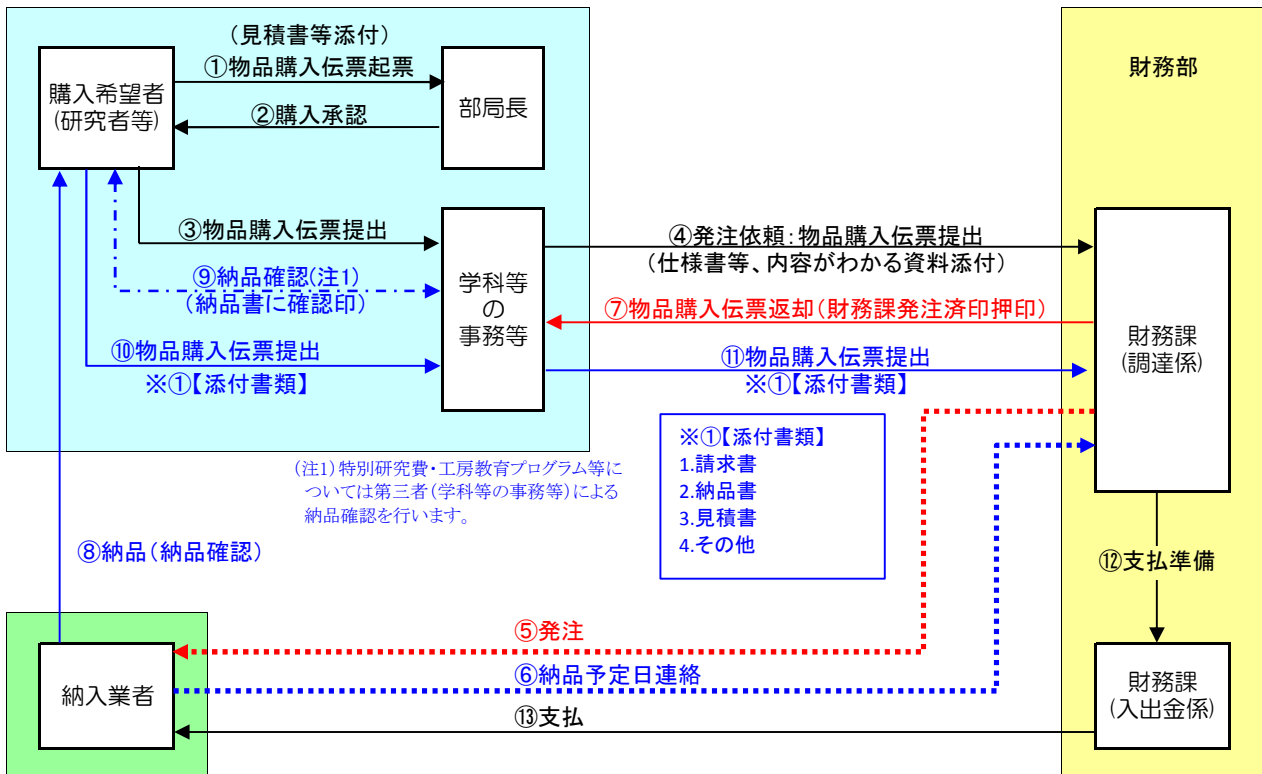 (見積書等添付)
①物品購入伝票起票
購入希望者
(研究者等)
②購入承認
部局長
財務部
③物品購入伝票提出
④発注依頼:物品購入伝票提出
(仕様書等、内容がわかる資料添付)
⑨納品確認(注1)
(納品書に確認印)
学科等
の
事務等
⑦物品購入伝票返却(財務課発注済印押印)
⑩物品購入伝票提出
※①【添付書類】
⑪物品購入伝票提出
※①【添付書類】
財務課
(調達係)
※①【添付書類】
1.請求書
2.納品書
3.見積書
4.その他
(注1)特別研究費・工房教育プログラム等に
ついては第三者(学科等の事務等)による
納品確認を行います。
⑧納品(納品確認)
⑫支払準備
⑤発注
⑥納品予定日連絡
納入業者
財務課
(入出金係)
⑬支払